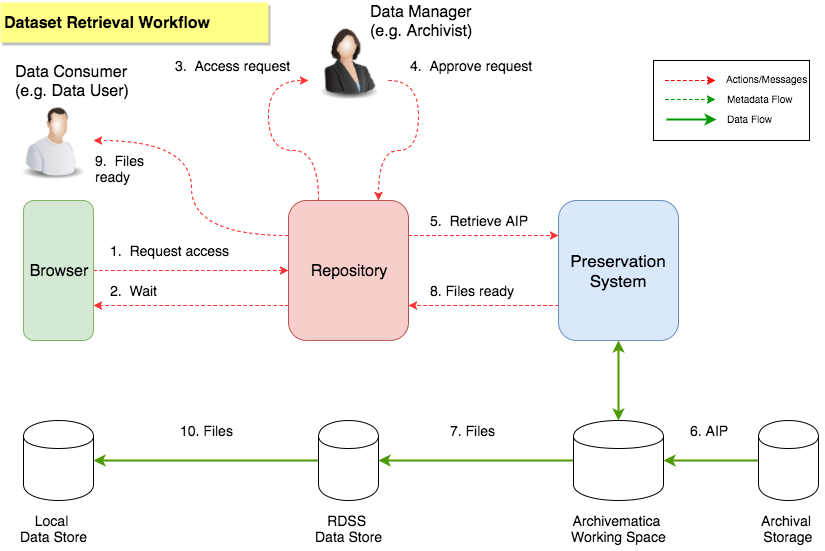 Dataset Retrieval Workflow
Data Manager
(e.g. Archivist)
3. Access request
4. Approve request
Data Consumer
(e.g. Data User)
Actions/Messages
Metadata Flow
Data Flow
9. Files
ready
5. Retrieve AIP
1. Request access
Browser
Repository
Preservation
System
2. Wait
8. Files ready
10. Files
7. Files
6. AIP
Local
Data Store
RDSS
Data Store
Archivematica
Working Space
Archival
Storage